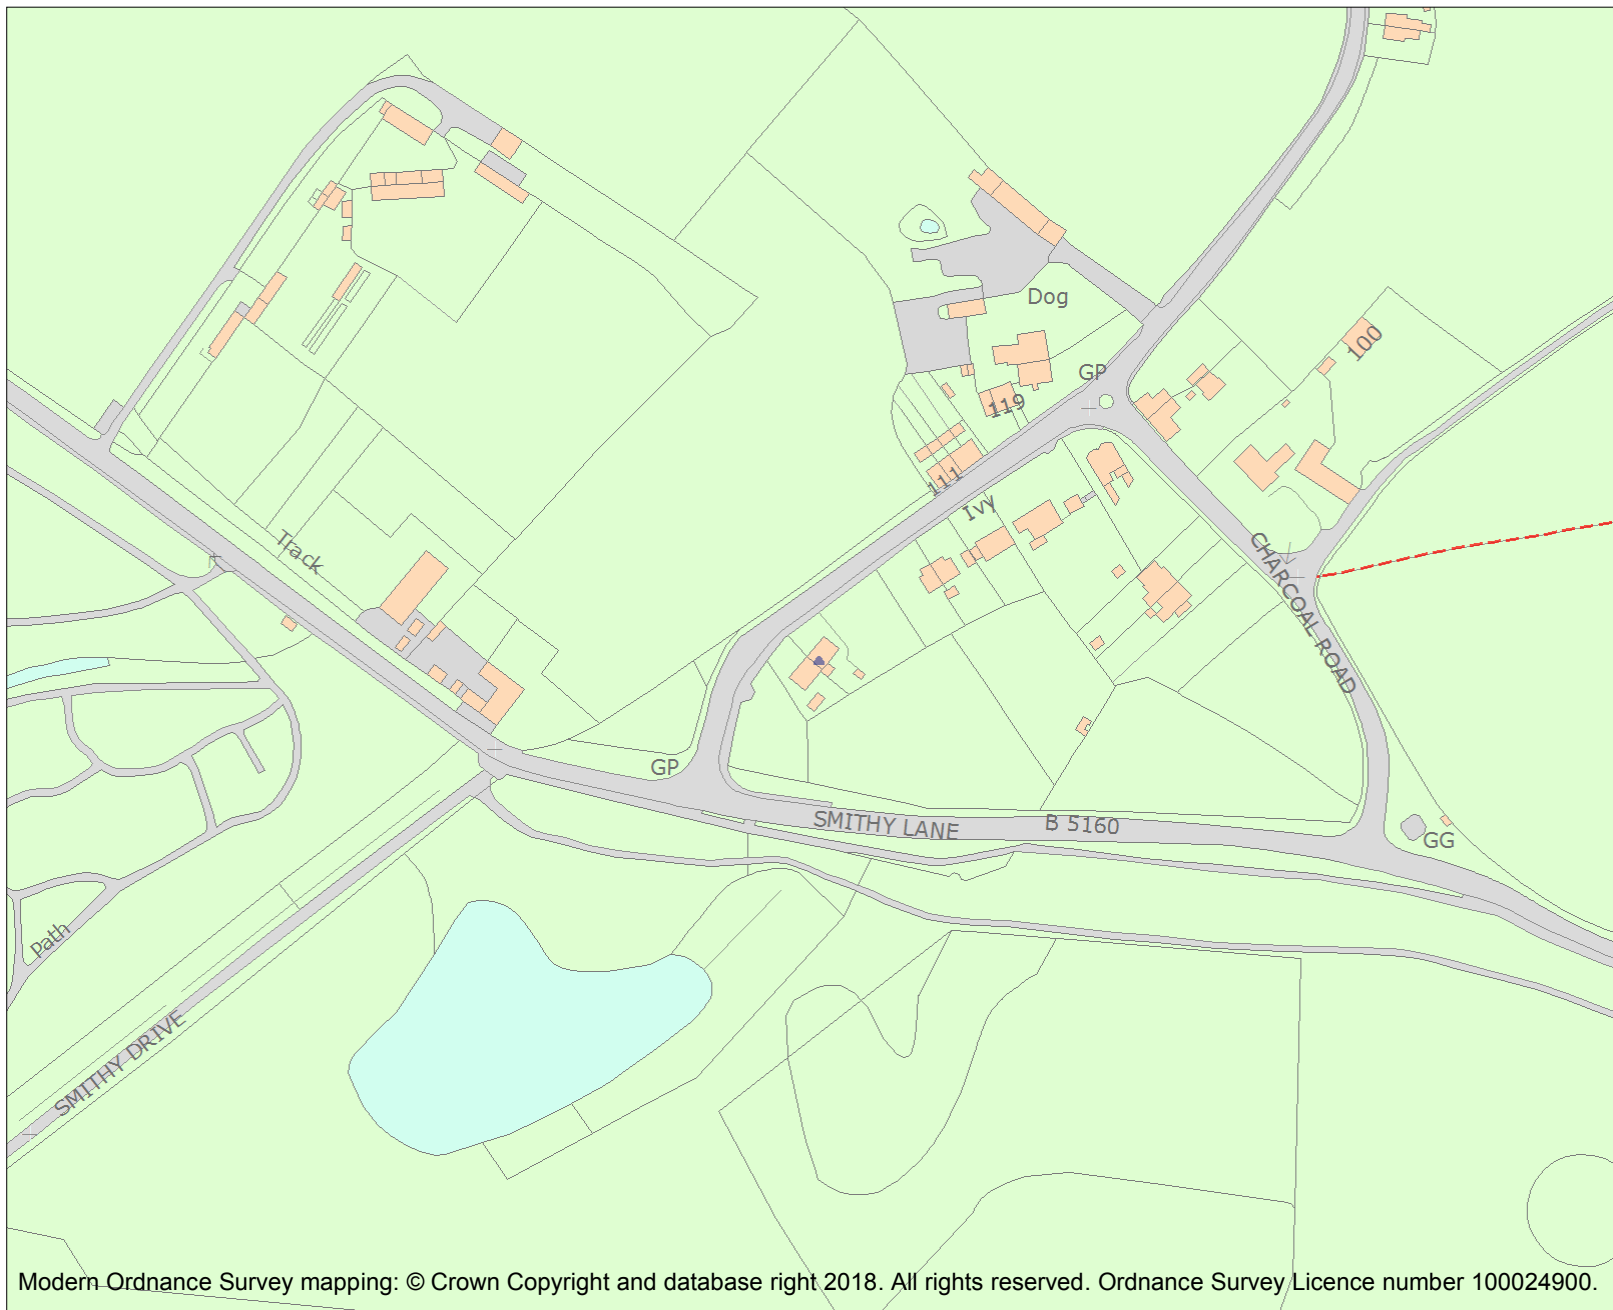 Dog
100
GP
119
111
Ivy
Track
CHARCOAL ROAD
GP
SMITHY LANE
B 5160
GG
Path
SMITHY DRIVE
Modern Ordnance Survey mapping: © Crown Copyright and database right 2018. All rights reserved. Ordnance Survey Licence number 100024900.